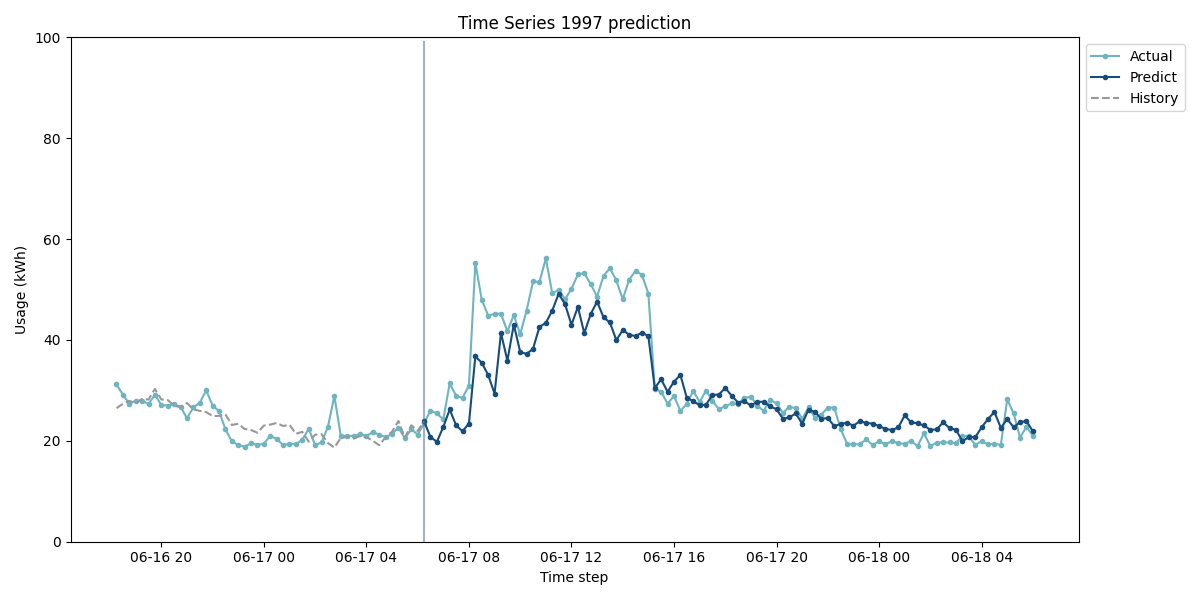 Time Series 1997 prediction
100
80
60
40
20
0
Usage (kWh)
06-16 20
06-17 00
06-17 04
06-17 08
06-17 12
06-17 16
06-17 20
06-18 00
06-18 04
Time step
Actual
Predict
History